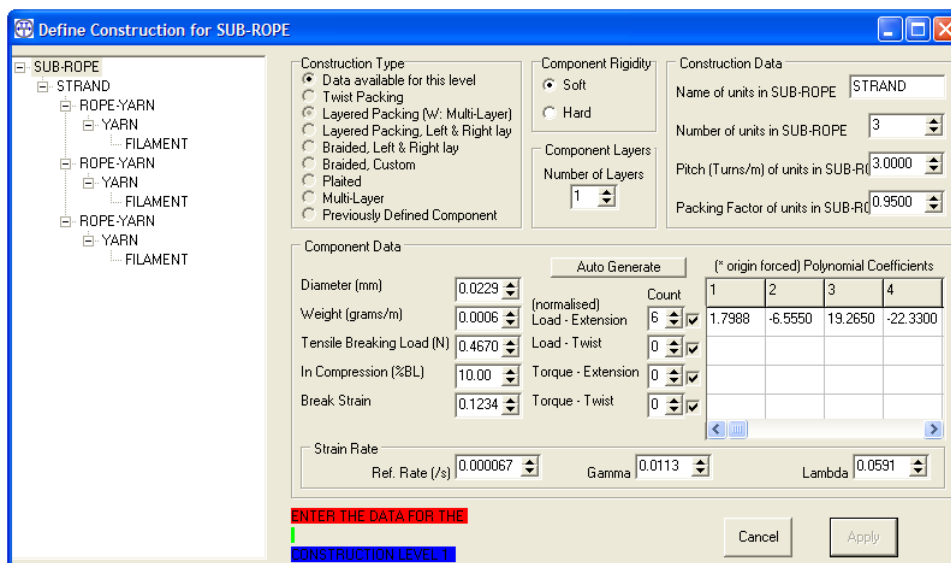 Define Construction for SUB-ROPE
SUB-ROPE
STRAND
ROPE-YARN
YARN
FILAMENT
ROPE-YARN
YARN
FILAMENT
ROPE-YARN
YARN
FILAMENT
Construction Type
Data available for this level
Twist Packing
Layered Packing (W: Multi-Layer)
Layered Packing, Left & Right lay
Braided, Left & Right lay
Braided, Custom
Plaited
Multi-Layer
Previously Defined Component
Component Rigidity
Soft
Hard
Component Layers
Number of Layers
1
Construction Data
Name of units in SUB-ROPE STRAND
Number of units in SUB-ROPE 3
Pitch (Turns/m) of units in SUB-RO 3.0000
Packing Factor of units in SUB-RO 0.9500
Component Data
Auto Generate
(* origin forced) Polynomial Coefficients
Diameter (mm) 0.0229
Weight (grams/m) 0.0006
Tensile Breaking Load (N) 0.4670
In Compression (%BL) 10.00
Break Strain 0.1234
Count
(normalised)
Load - Extension 6
Load - Twist 0
Torque - Extension 0
Torque - Twist 0
1 2 3 4
1.7988 -6.5550 19.2650 -22.3300
Strain Rate
Ref. Rate (/s) 0.000067 Gamma 0.0113 Lambda 0.0591
ENTER THE DATA FOR THE
CONSTRUCTION LEVEL 1.
Cancel
Apply